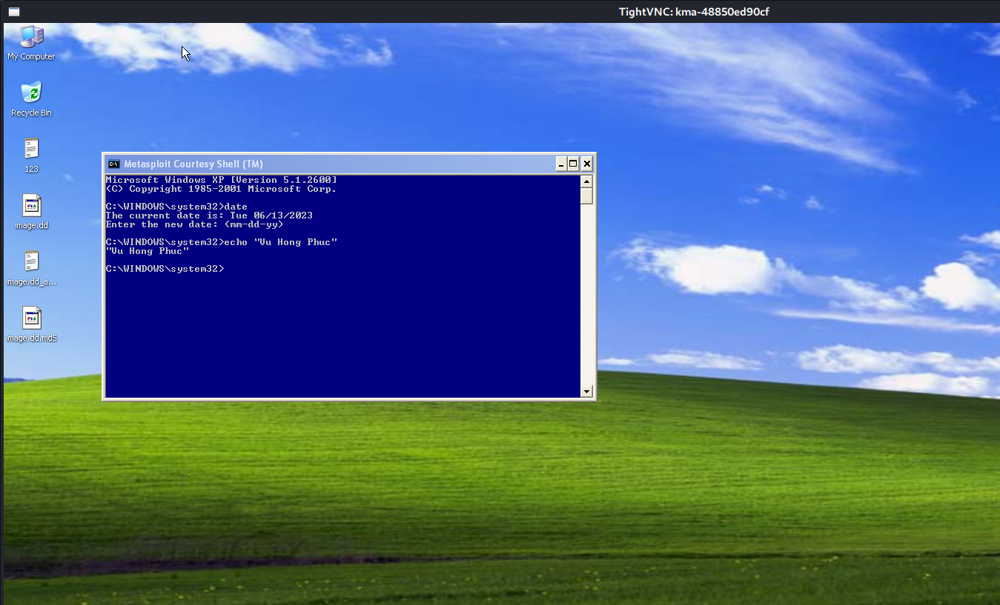 TightVNC: kma-48850ed90cf
My Computer
Recycle Bin
123
image.dd
image.dd_a...
image.dd.md5
Metasploit Courtesy Shell (TM)
Microsoft Windows XP [Version 5.1.2600]
(C) Copyright 1985-2001 Microsoft Corp.
C:\WINDOWS\system32>date
The current date is: Tue 06/13/2023
Enter the new date: (mm-dd-yy)
C:\WINDOWS\system32>echo "Vu Hong Phuc"
"Vu Hong Phuc"
C:\WINDOWS\system32>